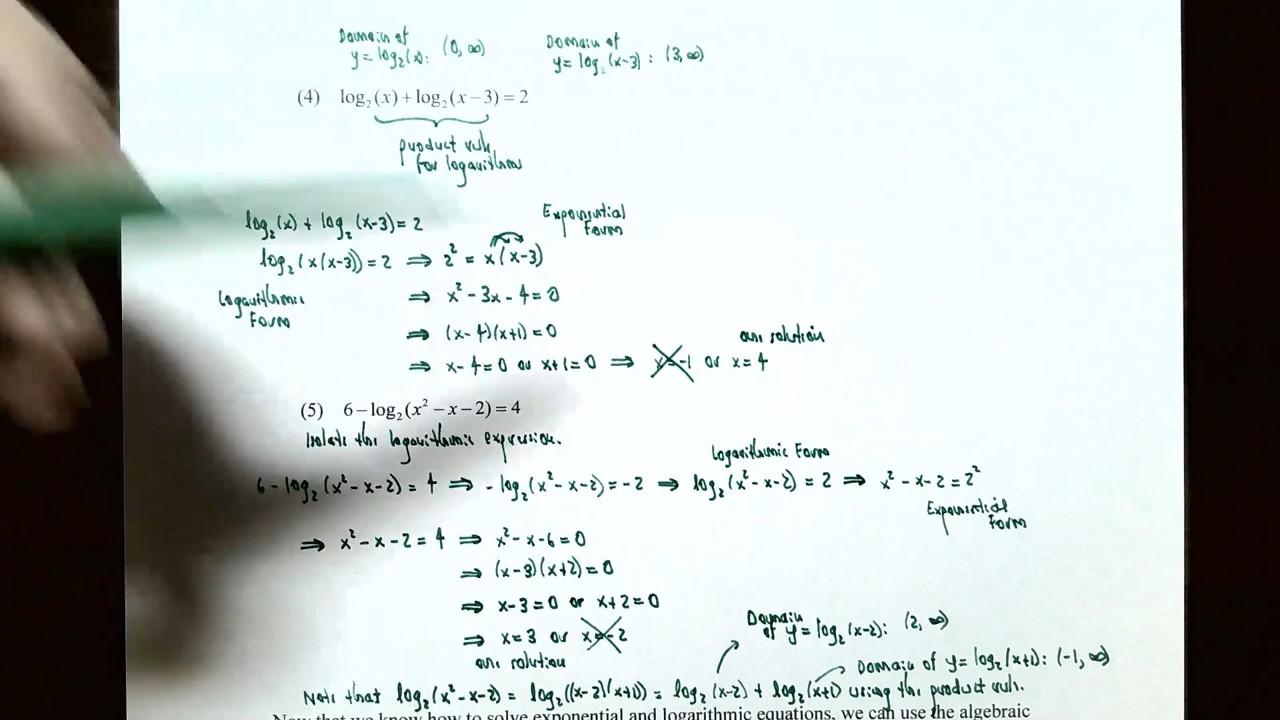 Domain of
y = log₂(x): (0, ∞)
Domain of
y = log₂(x-3) : (3, ∞)
(4) log₂(x) + log₂(x − 3) = 2
product rule
for logarithms
log₂(x) + log₂(x-3) = 2
Exponential
Form
log₂(x(x-3)) = 2 ⇒ 2² = x(x-3)
Logarithmic
Form
⇒ x² - 3x - 4 = 0
⇒ (x-4)(x+1) = 0
one solution
⇒ x-4=0 or x+1=0 ⇒ x=-1 or x=4
(5) 6 − log₂(x² − x − 2) = 4
Isolate the logarithmic expression.
Logarithmic Form
6 - log₂(x²-x-2) = 4 ⇒ -log₂(x²-x-2) = -2 ⇒ log₂(x²-x-2) = 2 ⇒ x²-x-2 = 2²
Exponential
Form
⇒ x²-x-2 = 4 ⇒ x²-x-6 = 0
⇒ (x-3)(x+2) = 0
⇒ x-3=0 or x+2=0
⇒ x=3 or x=-2
one solution
Domain
of y = log₂(x-2): (2, ∞)
Domain of y = log₂(x+1): (-1, ∞)
Note that log₂(x²-x-2) = log₂((x-2)(x+1)) = log₂(x-2) + log₂(x+1) using the product rule.
Now that we know how to solve exponential and logarithmic equations, we can use the algebraic